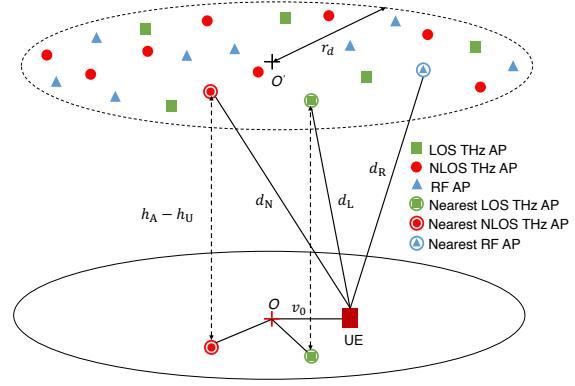 r_d
O'
LOS THz AP
NLOS THz AP
RF AP
Nearest LOS THz AP
Nearest NLOS THz AP
Nearest RF AP
d_R
h_A − h_U
d_N
d_L
O
v_0
UE